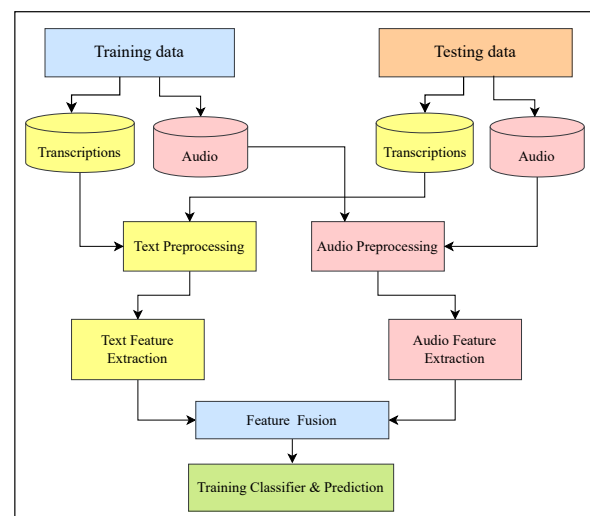 Training data
Testing data
Transcriptions
Audio
Transcriptions
Audio
Text Preprocessing
Audio Preprocessing
Text Feature
Extraction
Audio Feature
Extraction
Feature Fusion
Training Classifier & Prediction